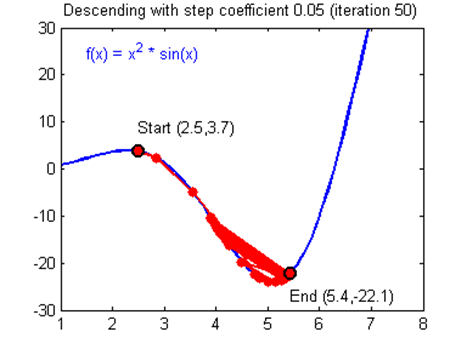 Descending with step coefficient 0.05 (iteration 50)
30
f(x) = x² * sin(x)
20
10
Start (2.5,3.7)
0
-10
-20
End (5.4,-22.1)
-30
1 2 3 4 5 6 7 8